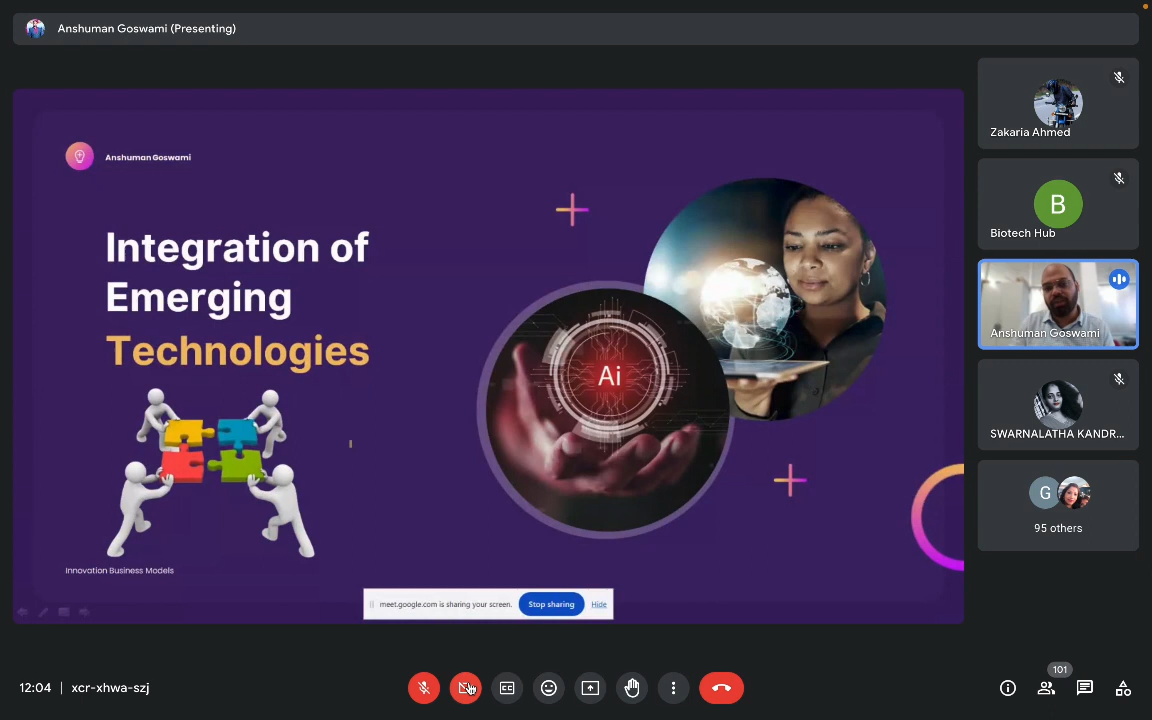 Anshuman Goswami (Presenting)
Anshuman Goswami
Integration of
Emerging
Technologies
Ai
Innovation Business Models
meet.google.com is sharing your screen.
Stop sharing
Hide
Zakaria Ahmed
B
Biotech Hub
Anshuman Goswami
SWARNALATHA KANDR...
G
95 others
12:04 | xcr-xhwa-szj
CC
101